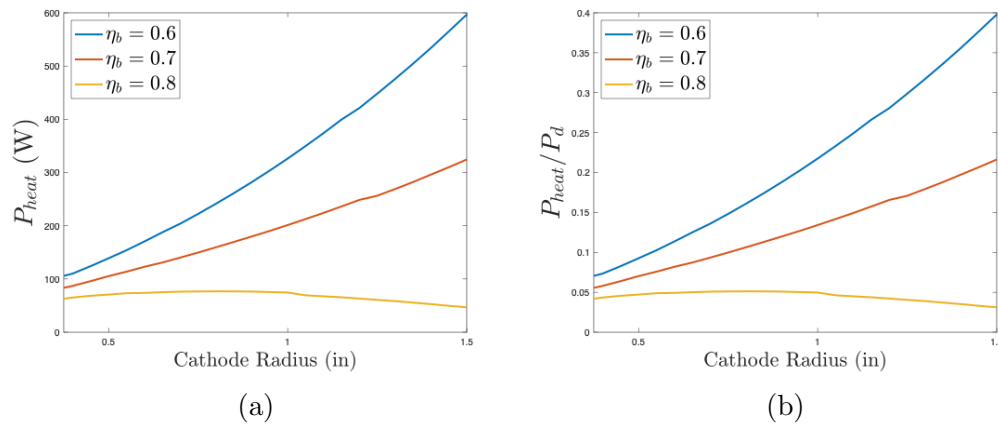 600
500
400
300
200
100
0
P_heat (W)
η_b = 0.6
η_b = 0.7
η_b = 0.8
0.5
1
1.5
Cathode Radius (in)
(a)
0.4
0.35
0.3
0.25
0.2
0.15
0.1
0.05
0
P_heat/P_d
η_b = 0.6
η_b = 0.7
η_b = 0.8
0.5
1
1.
Cathode Radius (in)
(b)